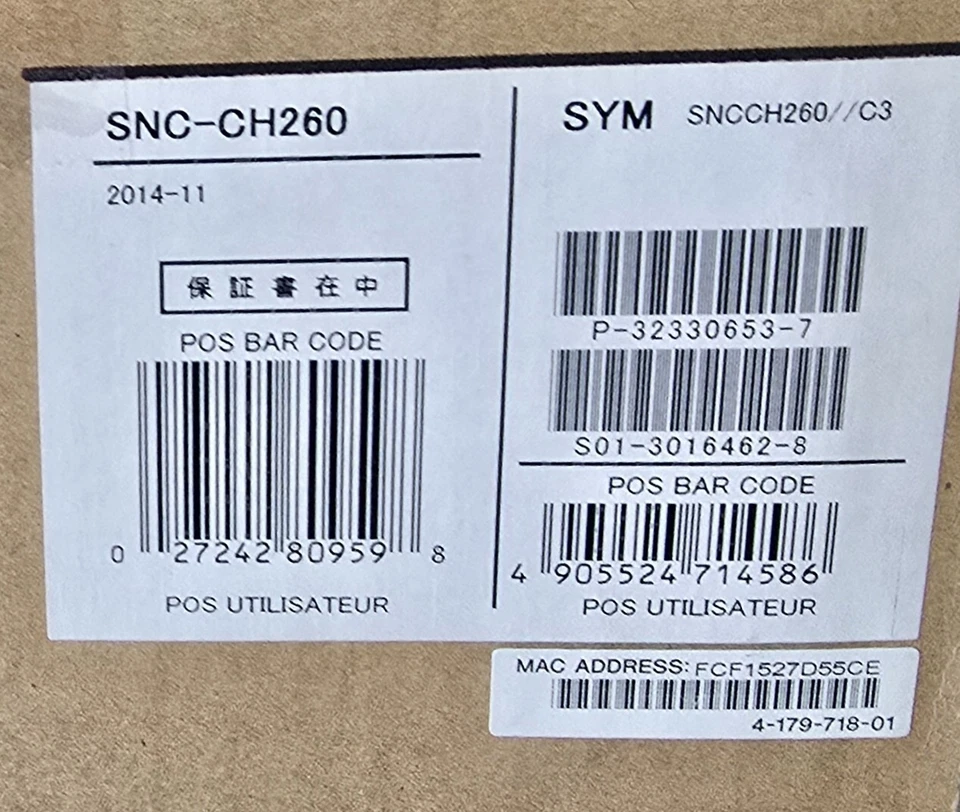 SNC-CH260
2014-11
保証書在中
POS BAR CODE
0 27242 80959 8
POS UTILISATEUR
SYM SNCCH260//C3
P-32330653-7
S01-3016462-8
POS BAR CODE
4 905524 714586
POS UTILISATEUR
MAC ADDRESS: FCF1527D55CE
4-179-718-01